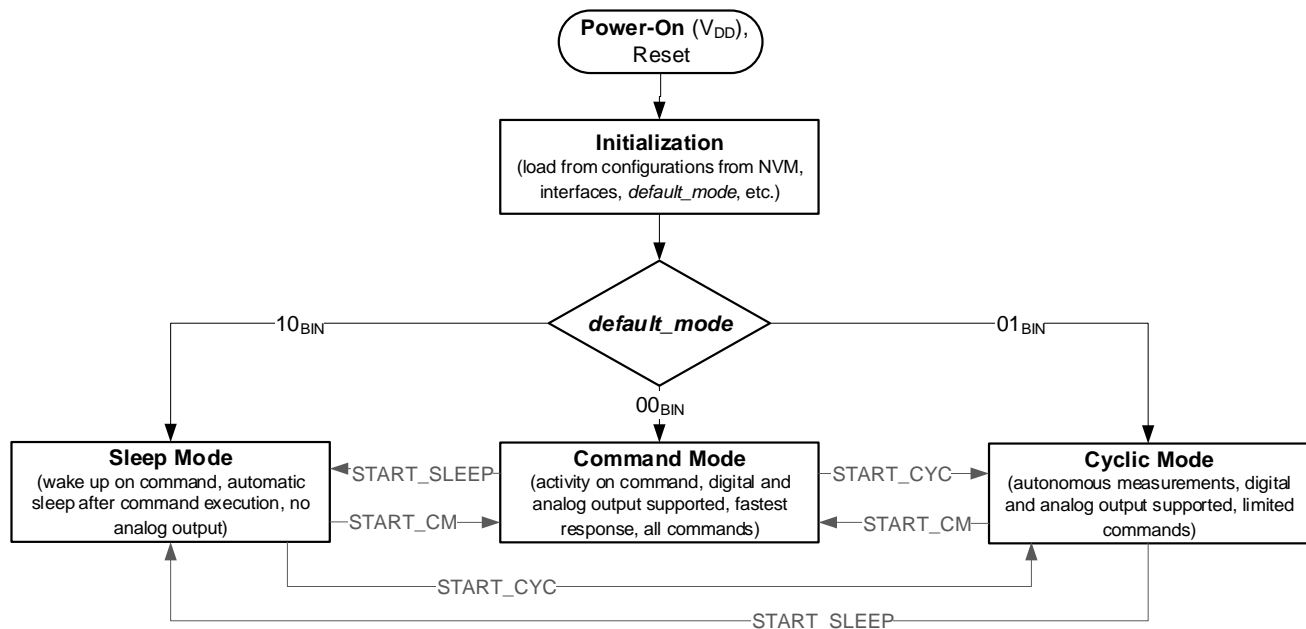 Power-On (VDD),
Reset
Initialization
(load from configurations from NVM,
interfaces, default_mode, etc.)
default_mode
10BIN
01BIN
00BIN
Sleep Mode
(wake up on command, automatic
sleep after command execution, no
analog output)
START_SLEEP
START_CM
Command Mode
(activity on command, digital and
analog output supported, fastest
response, all commands)
START_CYC
START_CM
Cyclic Mode
(autonomous measurements, digital
and analog output supported, limited
commands)
START_CYC
START_SLEEP